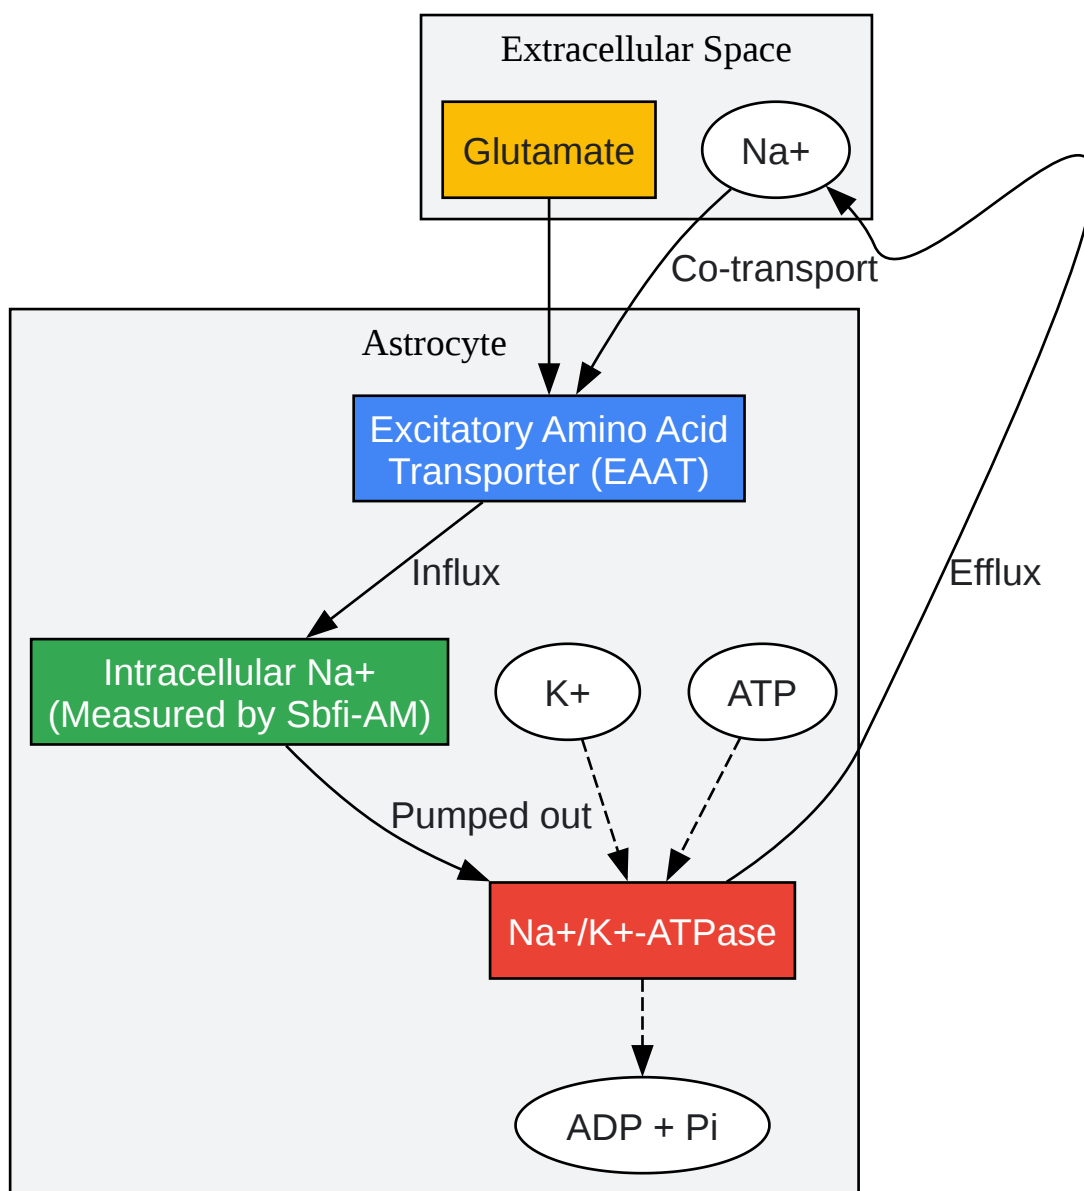 Extracellular Space
Glutamate
Na+
Co-transport
Astrocyte
Excitatory Amino Acid
Transporter (EAAT)
Influx
Efflux
Intracellular Na+
(Measured by Sbfi-AM)
K+
ATP
Pumped out
Na+/K+-ATPase
ADP + Pi